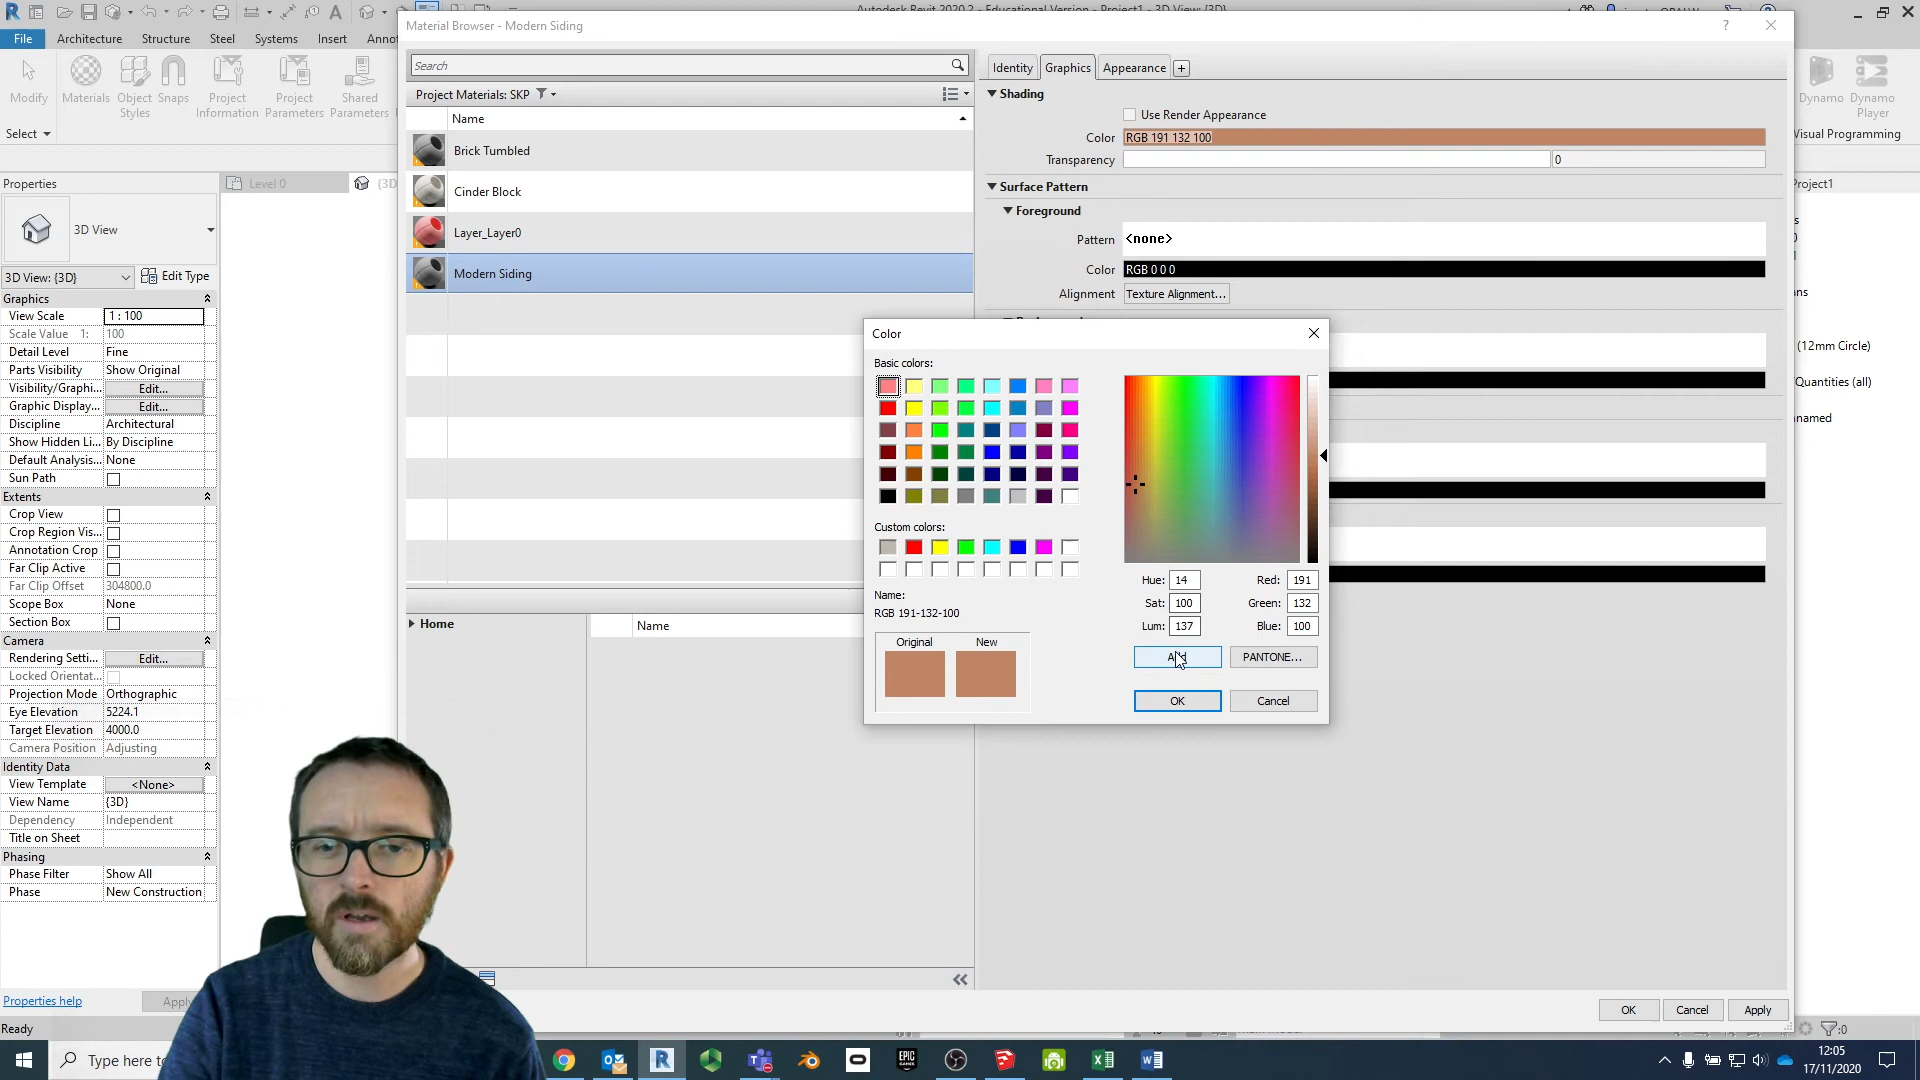 Autodesk Revit 2020.2 - Educational Version - Project1 - 3D View: {3D}
File Architecture Structure Steel Systems Insert
Modify Materials Object Styles Snaps Project Information Project Parameters Shared Parameters
Select
Dynamo Dynamo Player
Visual Programming
Properties
Level 0
3D View
3D View: {3D} Edit Type
Graphics
View Scale 1 : 100
Scale Value 1: 100
Detail Level Fine
Parts Visibility Show Original
Visibility/Graphi... Edit...
Graphic Display... Edit...
Discipline Architectural
Show Hidden Li... By Discipline
Default Analysis... None
Sun Path
Extents
Crop View
Crop Region Vis...
Annotation Crop
Far Clip Active
Far Clip Offset 304800.0
Scope Box None
Section Box
Camera
Rendering Setti... Edit...
Locked Orientat...
Projection Mode Orthographic
Eye Elevation 5224.1
Target Elevation 4000.0
Camera Position Adjusting
Identity Data
View Template <None>
View Name {3D}
Dependency Independent
Title on Sheet
Phasing
Phase Filter Show All
Phase New Construction
Properties help
Apply
Ready
Material Browser - Modern Siding
Search
Project Materials: SKP
Name
Brick Tumbled
Cinder Block
Layer_Layer0
Modern Siding
Home
Name
Identity Graphics Appearance
Shading
Use Render Appearance
Color RGB 191 132 100
Transparency 0
Surface Pattern
Foreground
Pattern <none>
Color RGB 0 0 0
Alignment Texture Alignment...
Color
Basic colors:
Custom colors:
Name:
RGB 191-132-100
Original New
Hue: 14 Red: 191
Sat: 100 Green: 132
Lum: 137 Blue: 100
Add PANTONE...
OK Cancel
OK Cancel Apply
Project1
(12mm Circle)
/Quantities (all)
:0
Type here to
12:05
17/11/2020